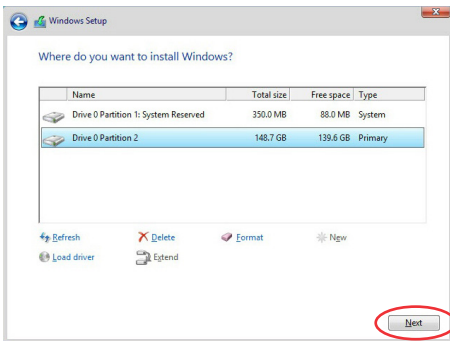 Windows Setup
Where do you want to install Windows?
Name Total size Free space Type
Drive 0 Partition 1: System Reserved 350.0 MB 88.0 MB System
Drive 0 Partition 2 148.7 GB 139.6 GB Primary
Refresh Delete Format New
Load driver Extend
Next